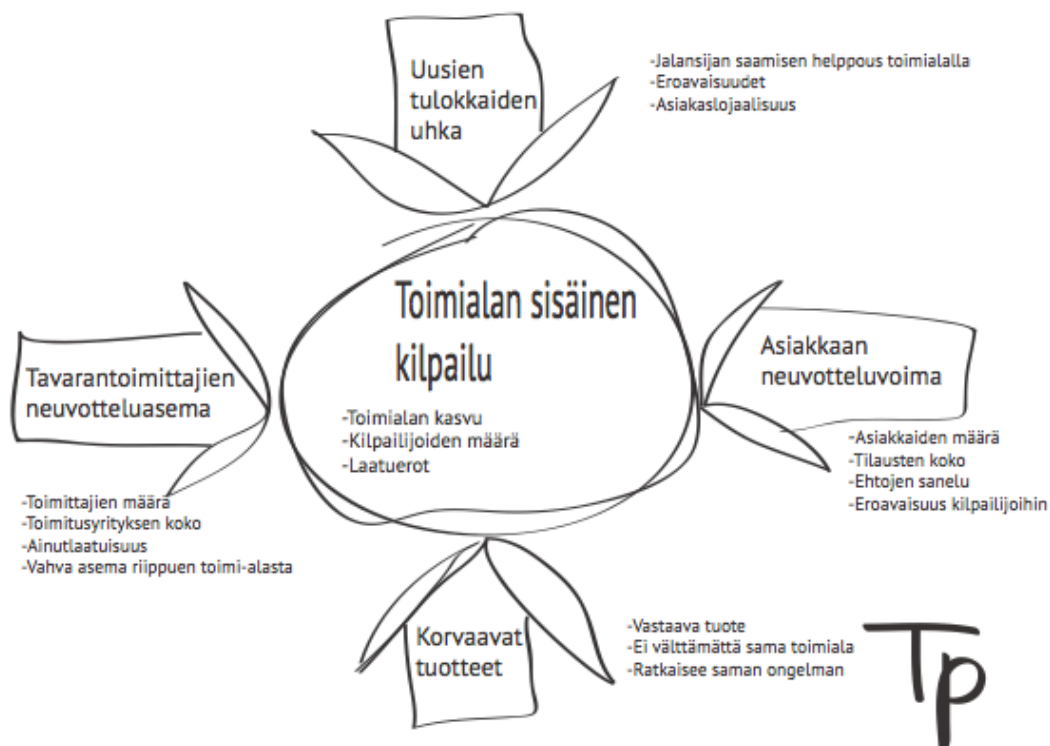 Uusien
tulokkaiden
uhka
-Jalansijan saamisen helppous toimialalla
-Eroavaisuudet
-Asiakaslojaalisuus
Toimialan sisäinen
kilpailu
-Toimialan kasvu
-Kilpailijoiden määrä
-Laatuerot
Tavarantoimittajien
neuvotteluasema
-Toimittajien määrä
-Toimitusyrityksen koko
-Ainutlaatuisuus
-Vahva asema riippuen toimi-alasta
Asiakkaan
neuvotteluvoima
-Asiakkaiden määrä
-Tilausten koko
-Ehtojen sanelu
-Eroavaisuus kilpailijoihin
Korvaavat
tuotteet
-Vastaava tuote
-Ei välttämättä sama toimiala
-Ratkaisee saman ongelman
Tp